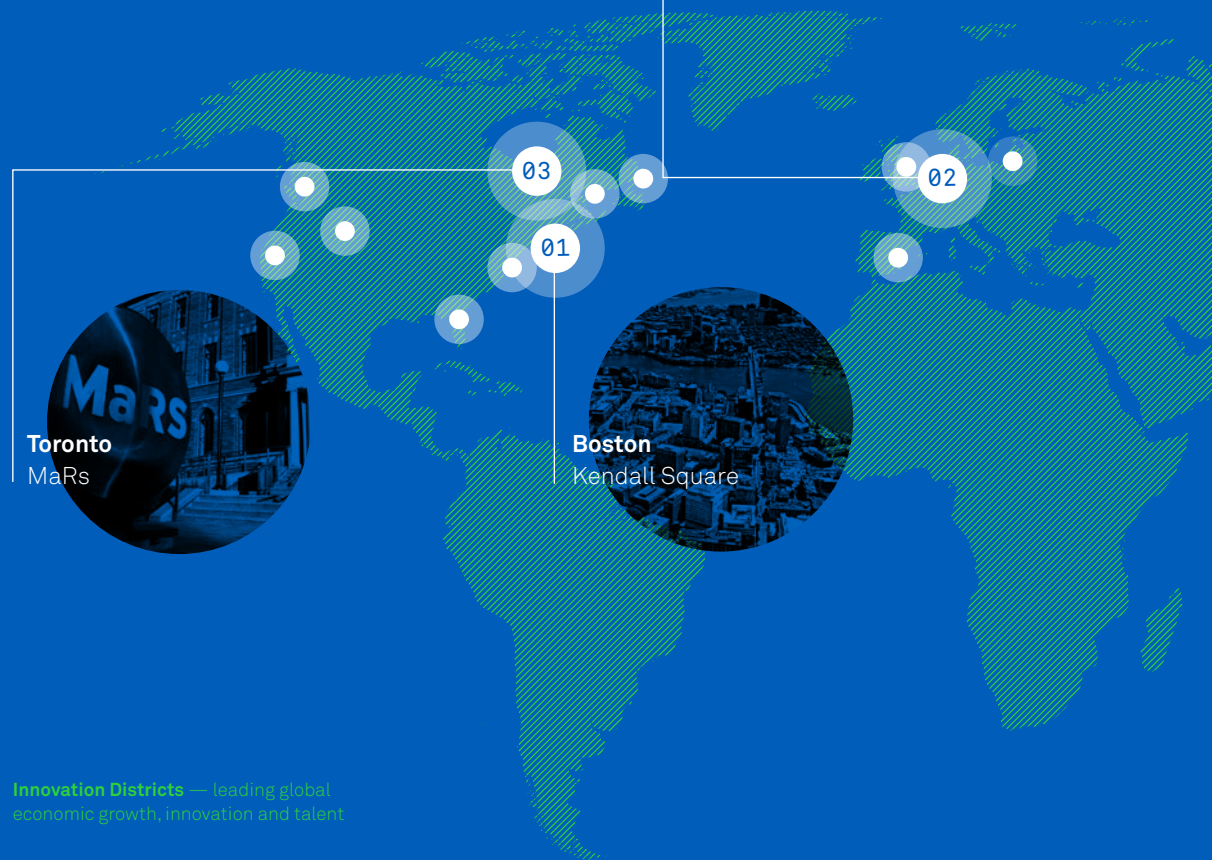 03
02
01
MaRS
Toronto
MaRs
Boston
Kendall Square
Innovation Districts — leading global
economic growth, innovation and talent